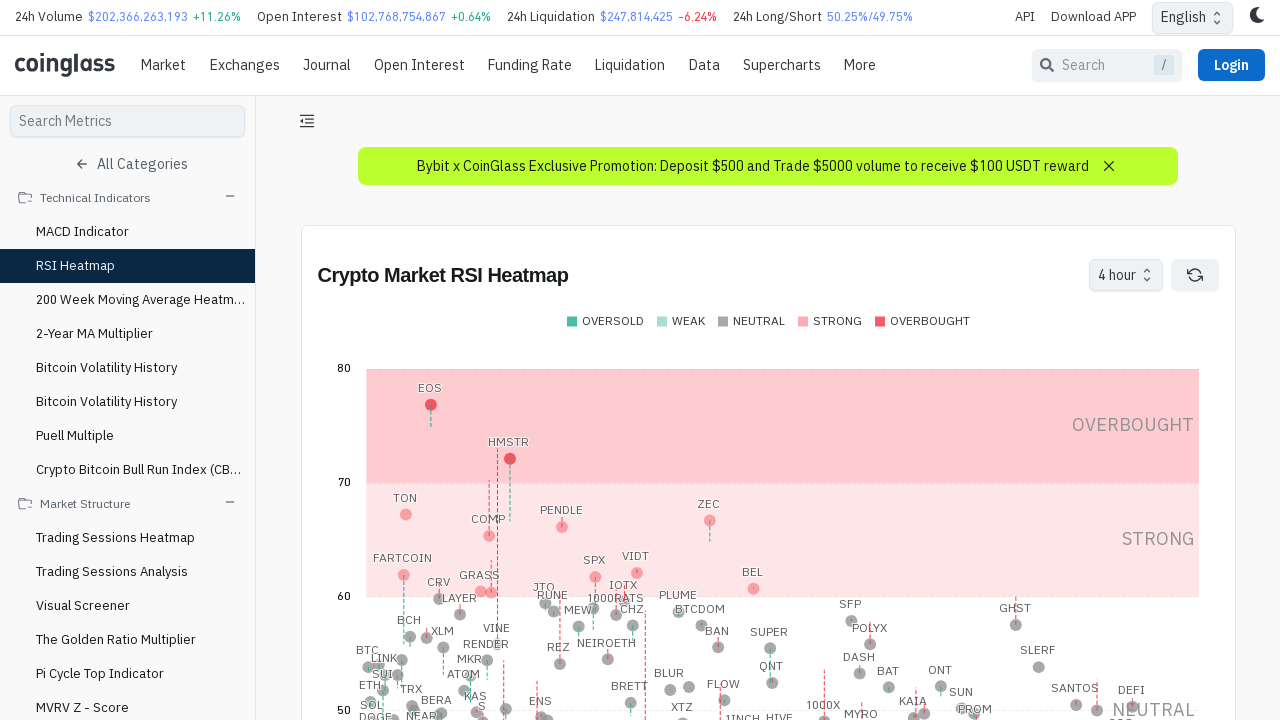 24h Volume $202,366,263,193 +11.26% Open Interest $102,768,754,867 +0.64% 24h Liquidation $247,814,425 -6.24% 24h Long/Short 50.25%/49.75% API Download APP English
coinglass Market Exchanges Journal Open Interest Funding Rate Liquidation Data Supercharts More Search / Login
Search Metrics
All Categories
Technical Indicators
MACD Indicator
RSI Heatmap
200 Week Moving Average Heatm...
2-Year MA Multiplier
Bitcoin Volatility History
Bitcoin Volatility History
Puell Multiple
Crypto Bitcoin Bull Run Index (CB...
Market Structure
Trading Sessions Heatmap
Trading Sessions Analysis
Visual Screener
The Golden Ratio Multiplier
Pi Cycle Top Indicator
MVRV Z - Score
Bybit x CoinGlass Exclusive Promotion: Deposit $500 and Trade $5000 volume to receive $100 USDT reward
Crypto Market RSI Heatmap
4 hour
OVERSOLD WEAK NEUTRAL STRONG OVERBOUGHT
80
EOS
OVERBOUGHT
HMSTR
70
TON
ZEC
PENDLE
COMP
STRONG
FARTCOIN
VIDT
SPX
BEL
GRASS
CRV
JTO
IOTX
60
RUNE
PLUME
LAYER
1000RATS
SFP
GHST
MEW
CHZ
BTCDOM
BCH
VINE
POLYX
XLM
BAN
SUPER
RENDER
NEIROETH
REZ
BTC
LINK
MKR
DASH
SLERF
SUI
ATOM
BLUR
QNT
BAT
ONT
ETH
TRX
BRETT
FLOW
SANTOS
DEFI
SOL
BERA
KAS
S
ENS
XTZ
1000X
KAIA
SUN
50
NEUTRAL
DOGE
NEAR
1INCH
HIVE
MYRO